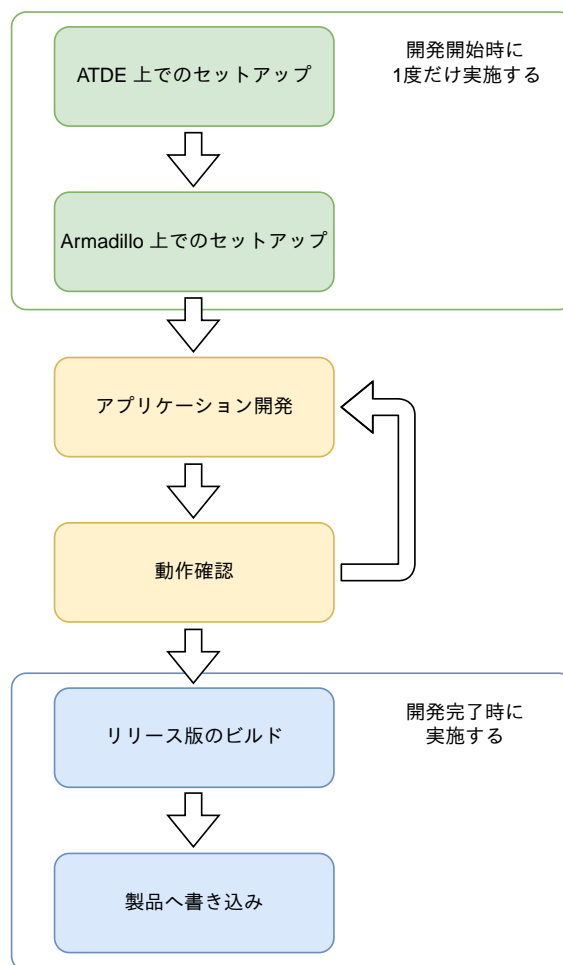 ATDE 上でのセットアップ
開発開始時に
1度だけ実施する
Armadillo 上でのセットアップ
アプリケーション開発
動作確認
リリース版のビルド
開発完了時に
実施する
製品へ書き込み